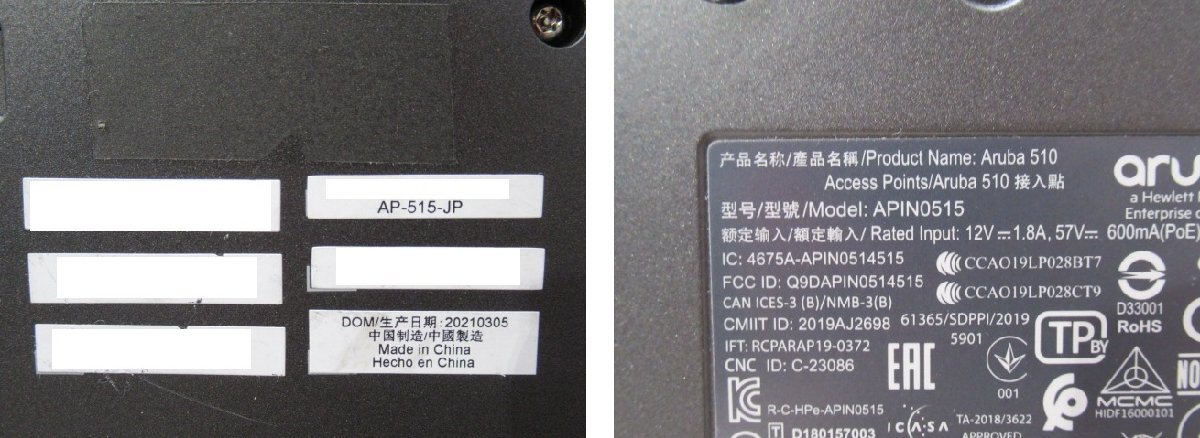 AP-515-JP
DOM/生产日期:20210305
中国制造/中國製造
Made in China
Hecho en China
产品名称/產品名稱/Product Name: Aruba 510
Access Points/Aruba 510 接入點
型号/型號/Model: APIN0515
额定输入/額定輸入/ Rated Input: 12V⎓1.8A, 57V⎓ 600mA(PoE)
IC: 4675A-APIN0514515
FCC ID: Q9DAPIN0514515
CAN ICES-3 (B)/NMB-3(B)
CMIIT ID: 2019AJ2698
IFT: RCPARAP19-0372
CNC ID: C-23086
R-C-HPe-APIN0515
T D180157003
CCAO19LP028BT7
CCAO19LP028CT9
61365/SDPPI/2019
5901
EAC
001
ICASA
TA-2018/3622
APPROVED
aru
a Hewlett
Enterprise
D33001
RoHS
TP
BY
MCMC
HIDF16000101
NO